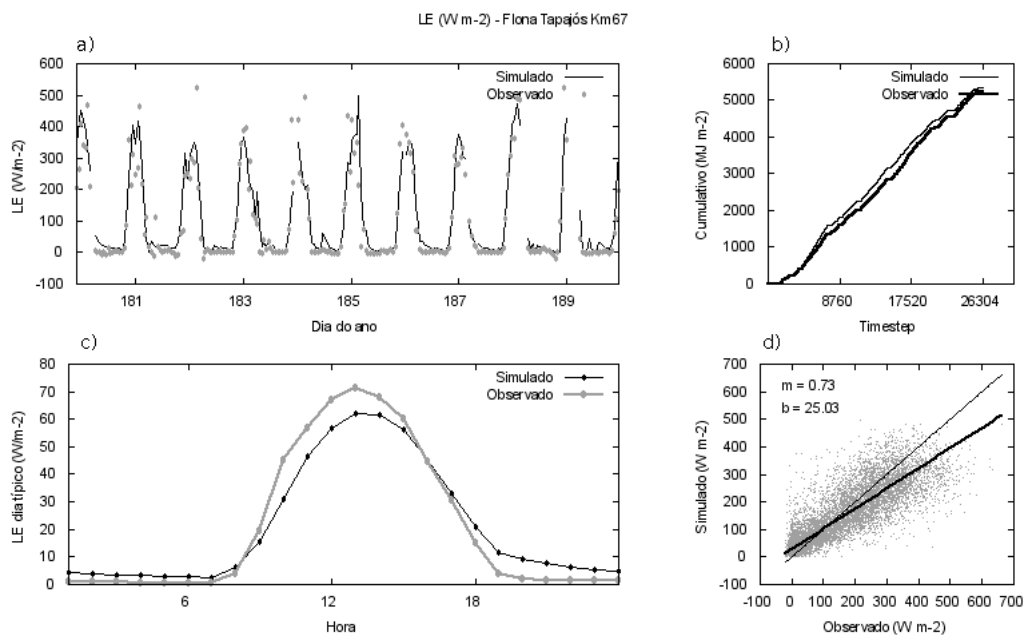 LE (W m-2) - Flona Tapajós Km67
a)
LE (W/m-2)
600
500
400
300
200
100
0
-100
Simulado
Observado
181
183
185
187
189
Dia do ano
b)
Cumulativo (MJ m-2)
6000
5000
4000
3000
2000
1000
0
Simulado
Observado
8760
17520
26304
Timestep
c)
LE dia típico (W/m-2)
80
70
60
50
40
30
20
10
0
Simulado
Observado
6
12
18
Hora
d)
Simulado (W m-2)
700
600
500
400
300
200
100
0
-100
m = 0.73
b = 25.03
-100 0 100 200 300 400 500 600 700
Observado (W m-2)